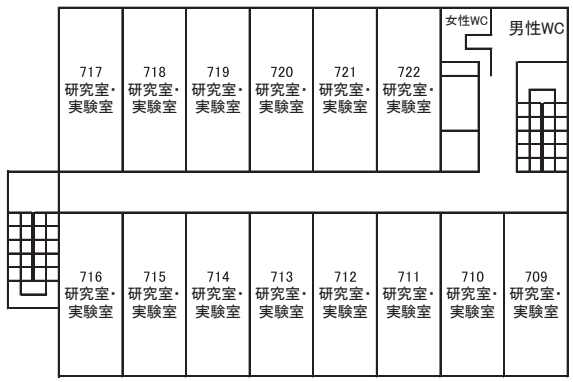 女性WC
男性WC
717
研究室・
実験室
718
研究室・
実験室
719
研究室・
実験室
720
研究室・
実験室
721
研究室・
実験室
722
研究室・
実験室
716
研究室・
実験室
715
研究室・
実験室
714
研究室・
実験室
713
研究室・
実験室
712
研究室・
実験室
711
研究室・
実験室
710
研究室・
実験室
709
研究室・
実験室